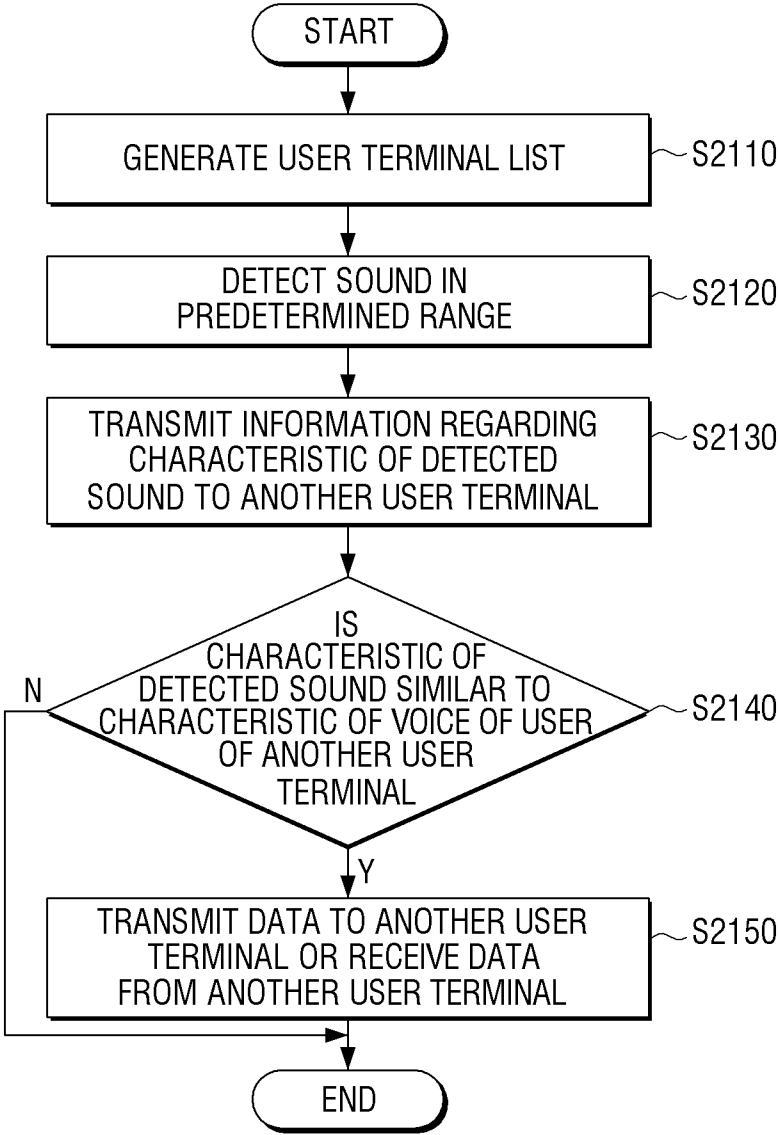 START
GENERATE USER TERMINAL LIST
S2110
DETECT SOUND IN
PREDETERMINED RANGE
S2120
TRANSMIT INFORMATION REGARDING
CHARACTERISTIC OF DETECTED
SOUND TO ANOTHER USER TERMINAL
S2130
IS
CHARACTERISTIC OF
DETECTED SOUND SIMILAR TO
CHARACTERISTIC OF VOICE OF USER
OF ANOTHER USER
TERMINAL
S2140
N
Y
TRANSMIT DATA TO ANOTHER USER
TERMINAL OR RECEIVE DATA
FROM ANOTHER USER TERMINAL
S2150
END